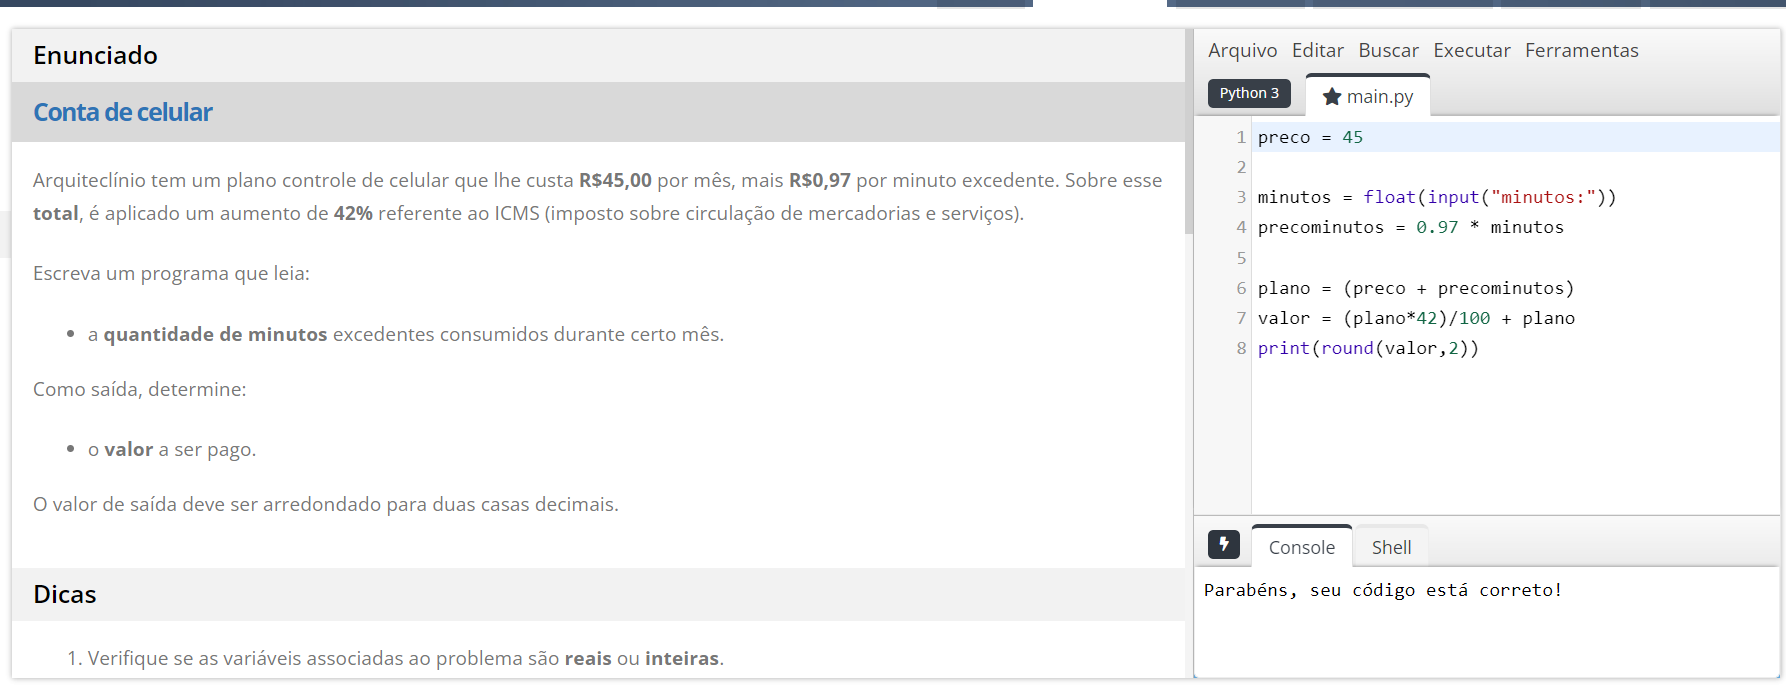 Enunciado
Conta de celular
Arquiteclínio tem um plano controle de celular que lhe custa R$45,00 por mês, mais R$0,97 por minuto excedente. Sobre esse
total, é aplicado um aumento de 42% referente ao ICMS (imposto sobre circulação de mercadorias e serviços).
Escreva um programa que leia:
• a quantidade de minutos excedentes consumidos durante certo mês.
Como saída, determine:
• o valor a ser pago.
O valor de saída deve ser arredondado para duas casas decimais.
Dicas
1. Verifique se as variáveis associadas ao problema são reais ou inteiras.
Arquivo Editar Buscar Executar Ferramentas
Python 3 main.py
1 preco = 45
2
3 minutos = float(input("minutos:"))
4 precominutos = 0.97 * minutos
5
6 plano = (preco + precominutos)
7 valor = (plano*42)/100 + plano
8 print(round(valor,2))
Console Shell
Parabéns, seu código está correto!